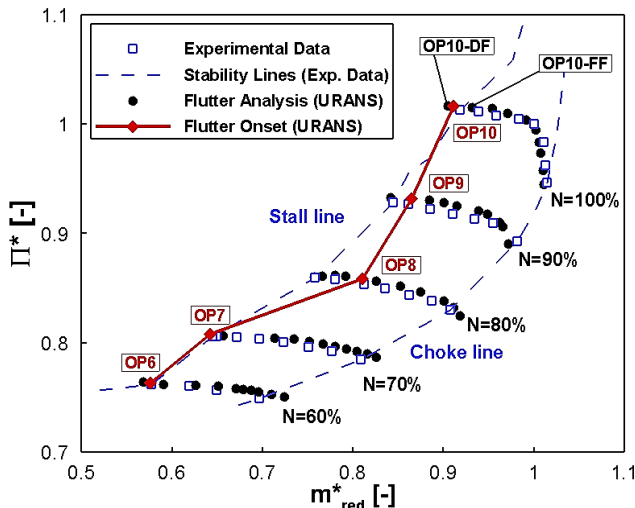 1.1
1
0.9
0.8
0.7
Π* [-]
Experimental Data
Stability Lines (Exp. Data)
Flutter Analysis (URANS)
Flutter Onset (URANS)
OP10-DF
OP10-FF
OP10
N=100%
OP9
Stall line
N=90%
OP8
N=80%
OP7
Choke line
OP6
N=70%
N=60%
0.5 0.6 0.7 0.8 0.9 1 1.1
m*red [-]